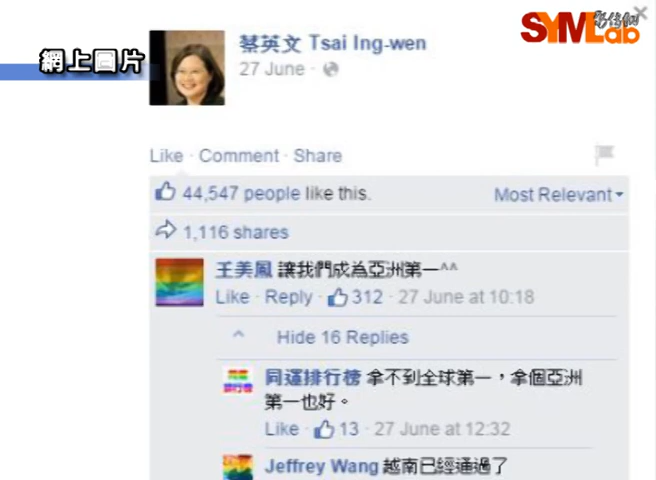 SYMLab
網上圖片
蔡英文 Tsai Ing-wen
27 June ·
Like · Comment · Share
44,547 people like this.
Most Relevant
1,116 shares
王美鳳 讓我們成為亞洲第一^^
Like · Reply · 312 · 27 June at 10:18
Hide 16 Replies
同運排行榜 拿不到全球第一，拿個亞洲
第一也好。
Like · 13 · 27 June at 12:32
Jeffrey Wang 越南已經通過了